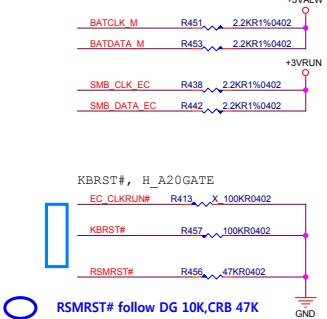 +3VALW
BATCLK_M R451 2.2KR1%0402
BATDATA_M R453 2.2KR1%0402
+3VRUN
SMB_CLK_EC R438 2.2KR1%0402
SMB_DATA_EC R442 2.2KR1%0402
KBRST#, H_A20GATE
EC_CLKRUN# R413 X_100KR0402
KBRST# R457 100KR0402
RSMRST# R456 47KR0402
RSMRST# follow DG 10K,CRB 47K
GND